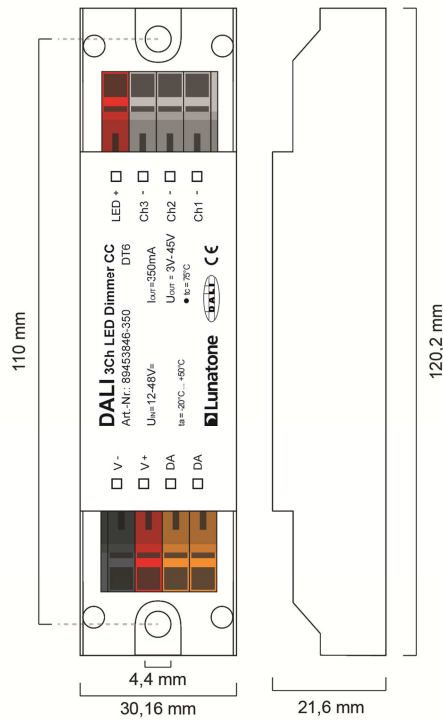 LED +
Ch3 -
Ch2 -
Ch1 -
DALI 3Ch LED Dimmer CC
Art.-Nr.: 89453846-350 DT6
UIN=12-48V=
IOUT=350mA
UOUT = 3V-45V
● tc = 75°C
ta = -20°C ... +50°C
Lunatone
DALI
CE
V -
V +
DA
DA
110 mm
120,2 mm
4,4 mm
30,16 mm
21,6 mm